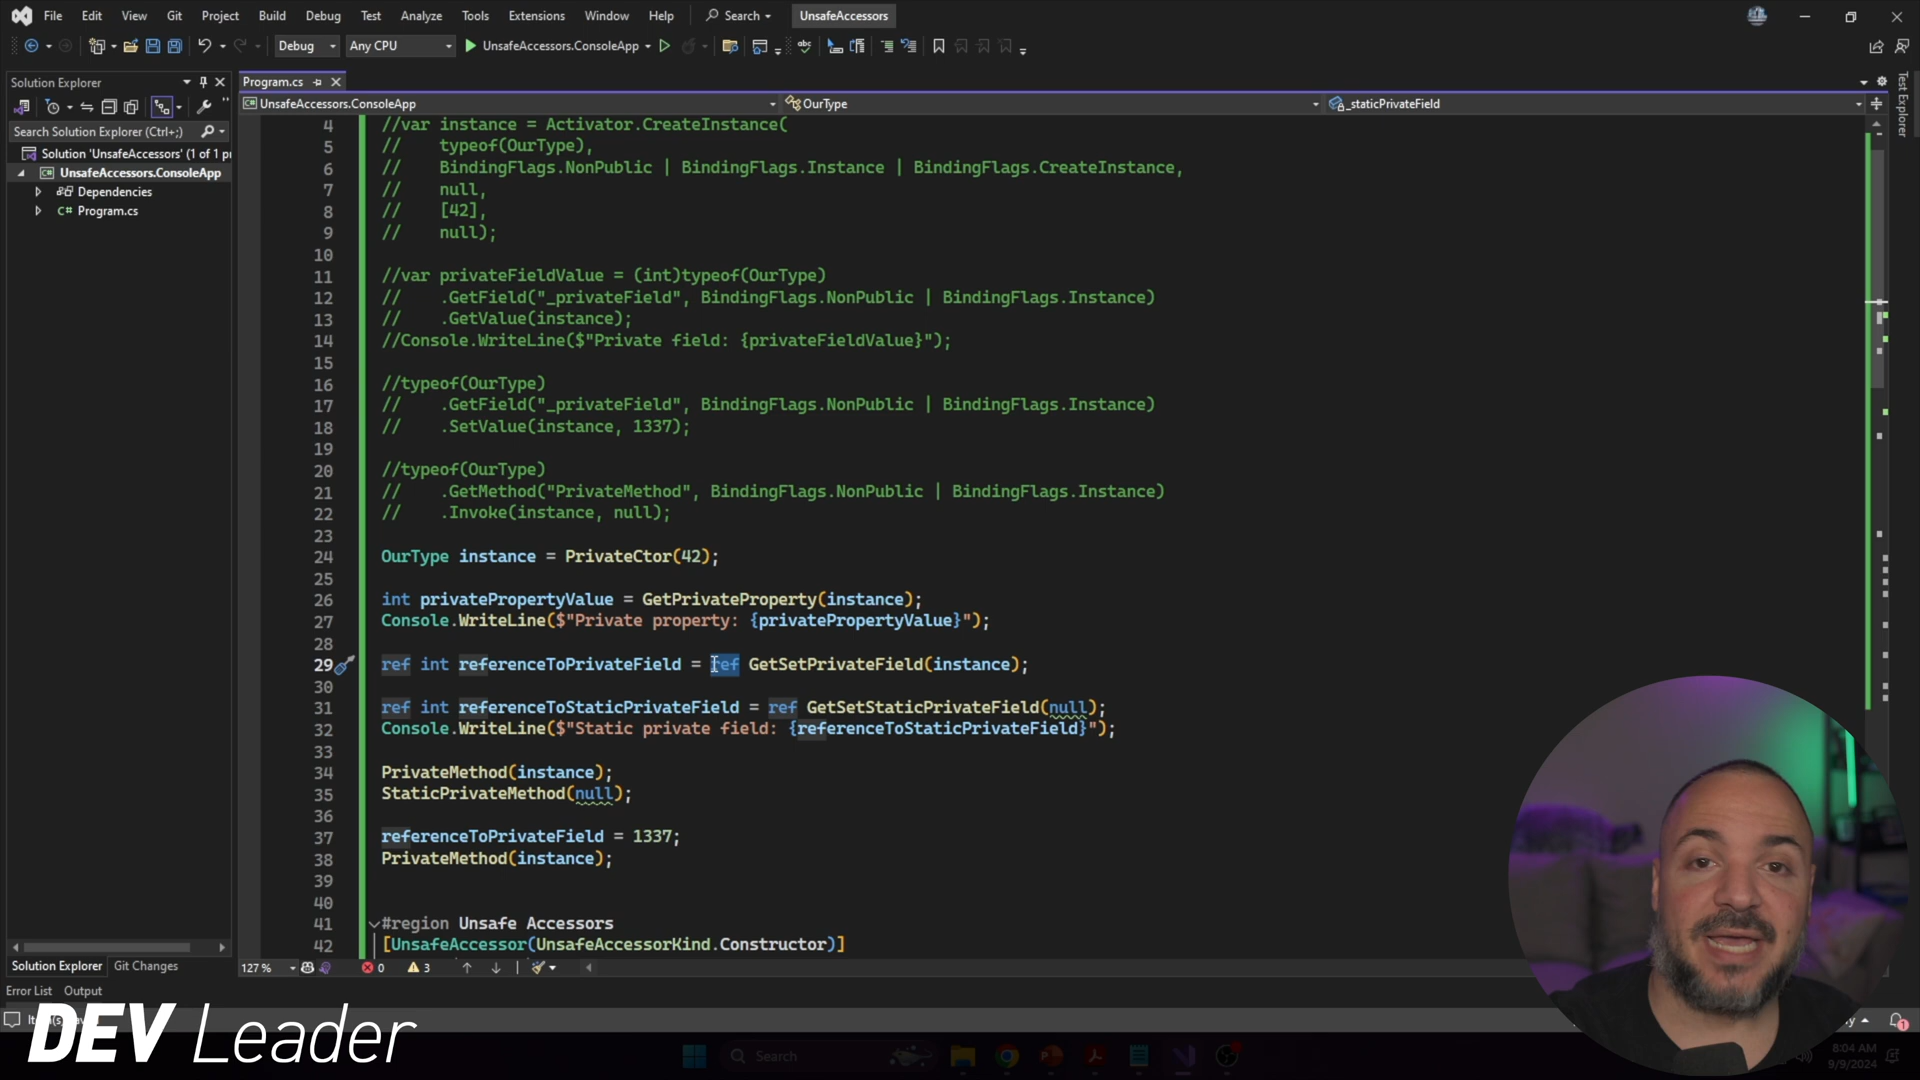 File Edit View Git Project Build Debug Test Analyze Tools Extensions Window Help Search UnsafeAccessors
Debug Any CPU UnsafeAccessors.ConsoleApp
Solution Explorer
Program.cs
UnsafeAccessors.ConsoleApp OurType _staticPrivateField
Search Solution Explorer (Ctrl+;)
Solution 'UnsafeAccessors' (1 of 1 p
UnsafeAccessors.ConsoleApp
Dependencies
C# Program.cs
Test Explorer
4 //var instance = Activator.CreateInstance(
5 //    typeof(OurType),
6 //    BindingFlags.NonPublic | BindingFlags.Instance | BindingFlags.CreateInstance,
7 //    null,
8 //    [42],
9 //    null);
10
11 //var privateFieldValue = (int)typeof(OurType)
12 //    .GetField("_privateField", BindingFlags.NonPublic | BindingFlags.Instance)
13 //    .GetValue(instance);
14 //Console.WriteLine($"Private field: {privateFieldValue}");
15
16 //typeof(OurType)
17 //    .GetField("_privateField", BindingFlags.NonPublic | BindingFlags.Instance)
18 //    .SetValue(instance, 1337);
19
20 //typeof(OurType)
21 //    .GetMethod("PrivateMethod", BindingFlags.NonPublic | BindingFlags.Instance)
22 //    .Invoke(instance, null);
23
24 OurType instance = PrivateCtor(42);
25
26 int privatePropertyValue = GetPrivateProperty(instance);
27 Console.WriteLine($"Private property: {privatePropertyValue}");
28
29 ref int referenceToPrivateField = ref GetSetPrivateField(instance);
30
31 ref int referenceToStaticPrivateField = ref GetSetStaticPrivateField(null);
32 Console.WriteLine($"Static private field: {referenceToStaticPrivateField}");
33
34 PrivateMethod(instance);
35 StaticPrivateMethod(null);
36
37 referenceToPrivateField = 1337;
38 PrivateMethod(instance);
39
40
41 #region Unsafe Accessors
42 [UnsafeAccessor(UnsafeAccessorKind.Constructor)]
Solution Explorer Git Changes
127 % 0 3
Error List Output
DEV Leader
Search
8:04 AM
9/9/2024